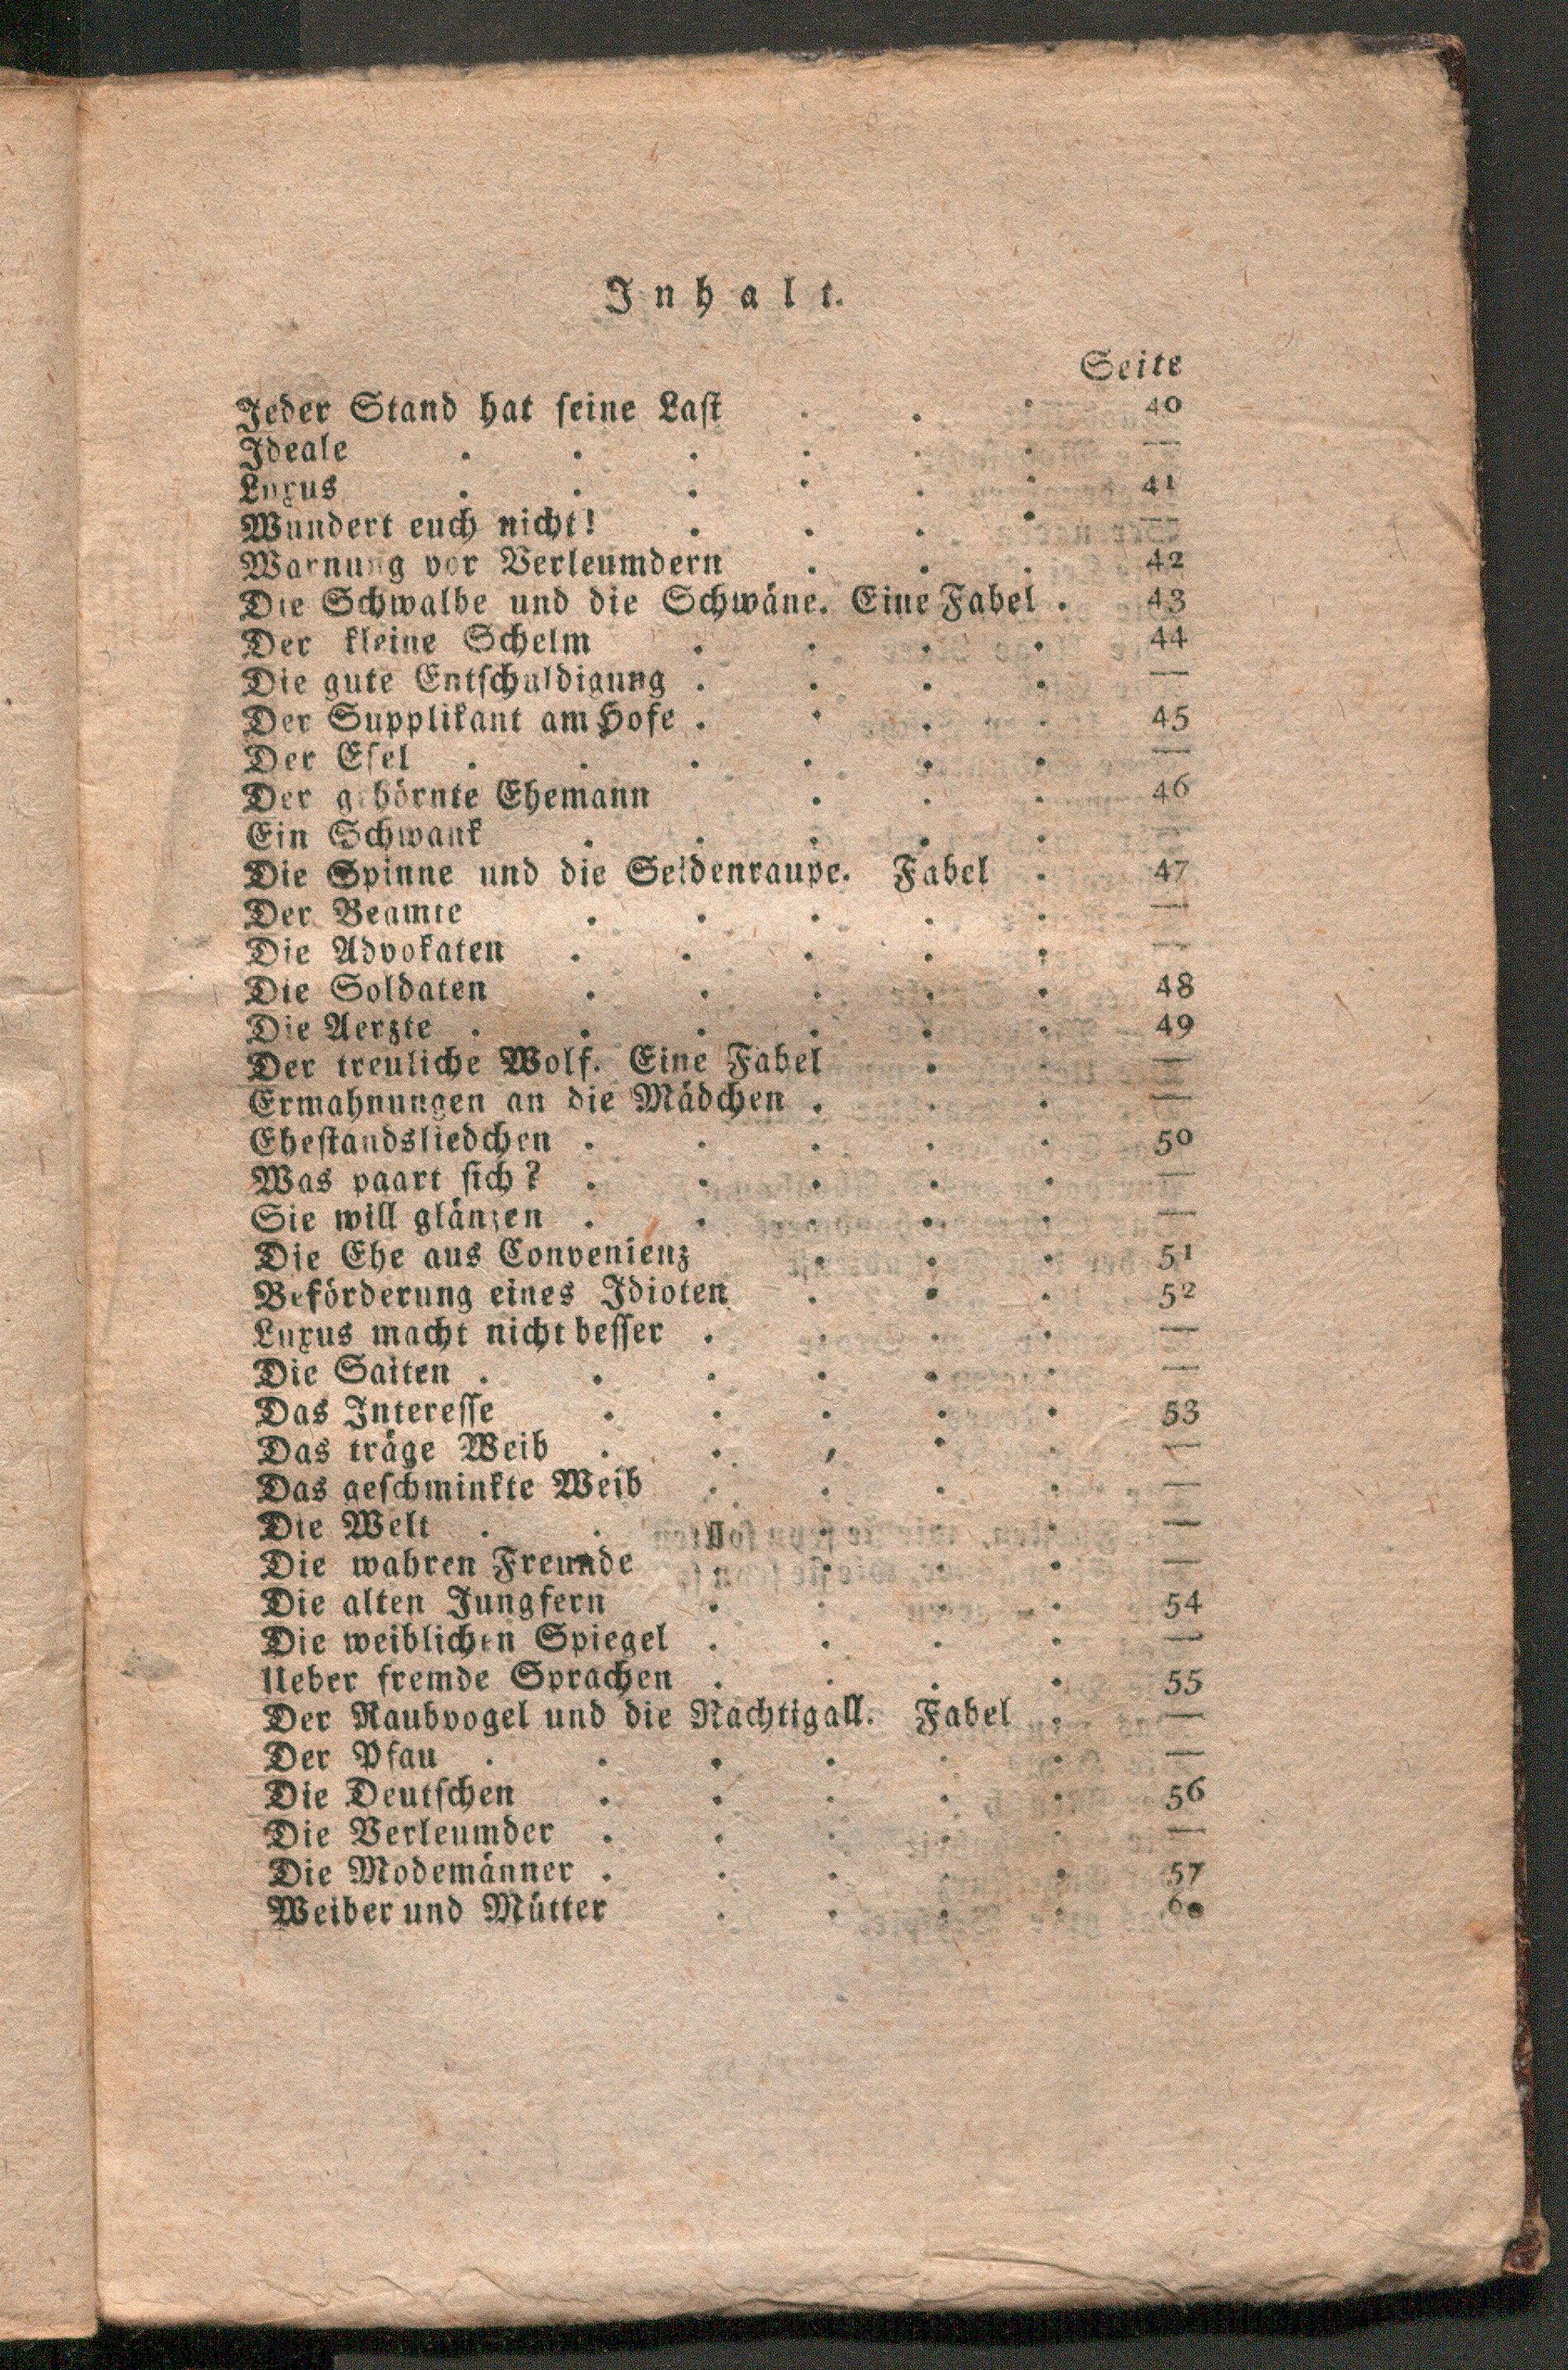 Inhalt.
Seite
Jeder Stand hat seine Last . . . 40
Ideale . . . . . . —
Luxus . . . . . . 41
Wundert euch nicht! . . . . —
Warnung vor Verleumdern . . . 42
Die Schwalbe und die Schwäne. Eine Fabel . 43
Der kleine Schelm . . . . 44
Die gute Entschuldigung . . . . —
Der Supplikant am Hofe . . . . 45
Der Esel . . . . . . —
Der gehörnte Ehemann . . . 46
Ein Schwank . . . . . —
Die Spinne und die Seidenraupe. Fabel . 47
Der Beamte . . . . . —
Die Advokaten . . . . . —
Die Soldaten . . . . . 48
Die Aerzte . . . . . . 49
Der treuliche Wolf. Eine Fabel . . —
Ermahnungen an die Mädchen . . . —
Ehestandsliedchen . . . . . 50
Was paart sich? . . . . . —
Sie will glänzen . . . . . —
Die Ehe aus Convenienz . . . 51
Beförderung eines Idioten . . . 52
Luxus macht nicht besser . . . . —
Die Saiten . . . . . . —
Das Interesse . . . . . 53
Das träge Weib . . . . . —
Das geschminkte Weib . . . . —
Die Welt . . . . . . —
Die wahren Freunde . . . . —
Die alten Jungfern . . . . 54
Die weiblichen Spiegel . . . . —
Ueber fremde Sprachen . . . . 55
Der Raubvogel und die Nachtigall. Fabel . —
Der Pfau . . . . . . —
Die Deutschen . . . . . 56
Die Verleumder . . . . . —
Die Modemänner . . . . . 57
Weiber und Mütter . . . . 60